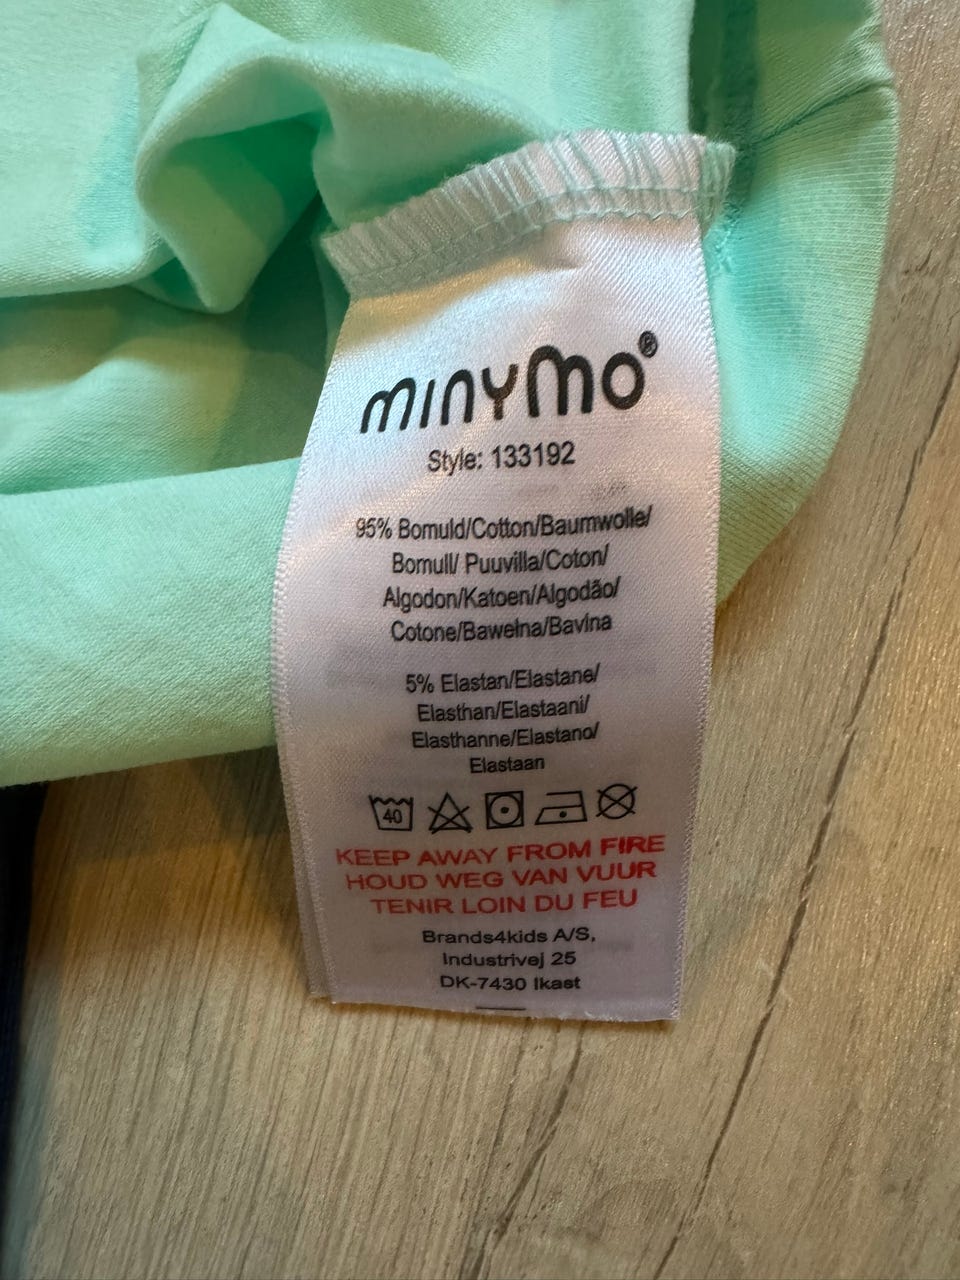 minymo®
Style: 133192
95% Bomuld/Cotton/Baumwolle/
Bomull/ Puuvilla/Coton/
Algodon/Katoen/Algodão/
Cotone/Bawełna/Bavlna
5% Elastan/Elastane/
Elasthan/Elastaani/
Elasthanne/Elastano/
Elastaan
40
KEEP AWAY FROM FIRE
HOUD WEG VAN VUUR
TENIR LOIN DU FEU
Brands4kids A/S,
Industrivej 25
DK-7430 Ikast